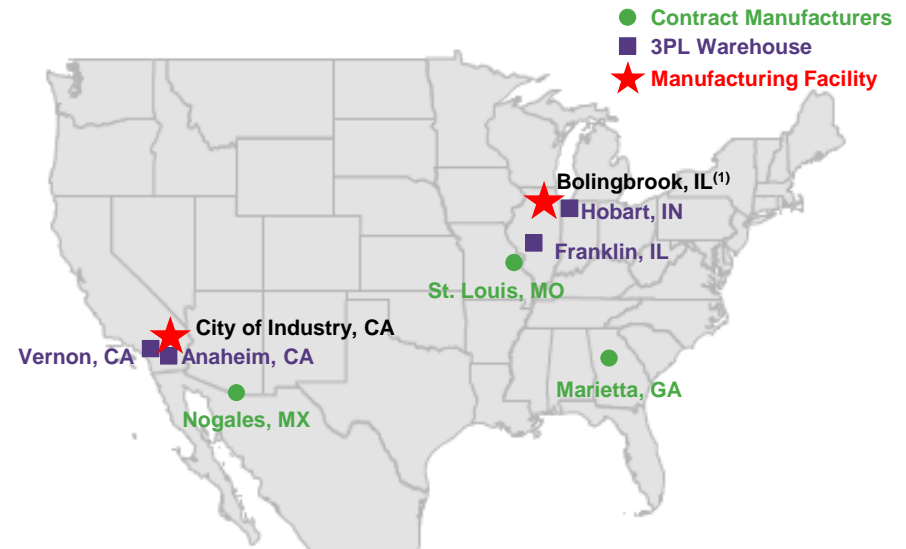 Contract Manufacturers
3PL Warehouse
Manufacturing Facility
Bolingbrook, IL(1)
Hobart, IN
Franklin, IL
St. Louis, MO
City of Industry, CA
Vernon, CA
Anaheim, CA
Marietta, GA
Nogales, MX